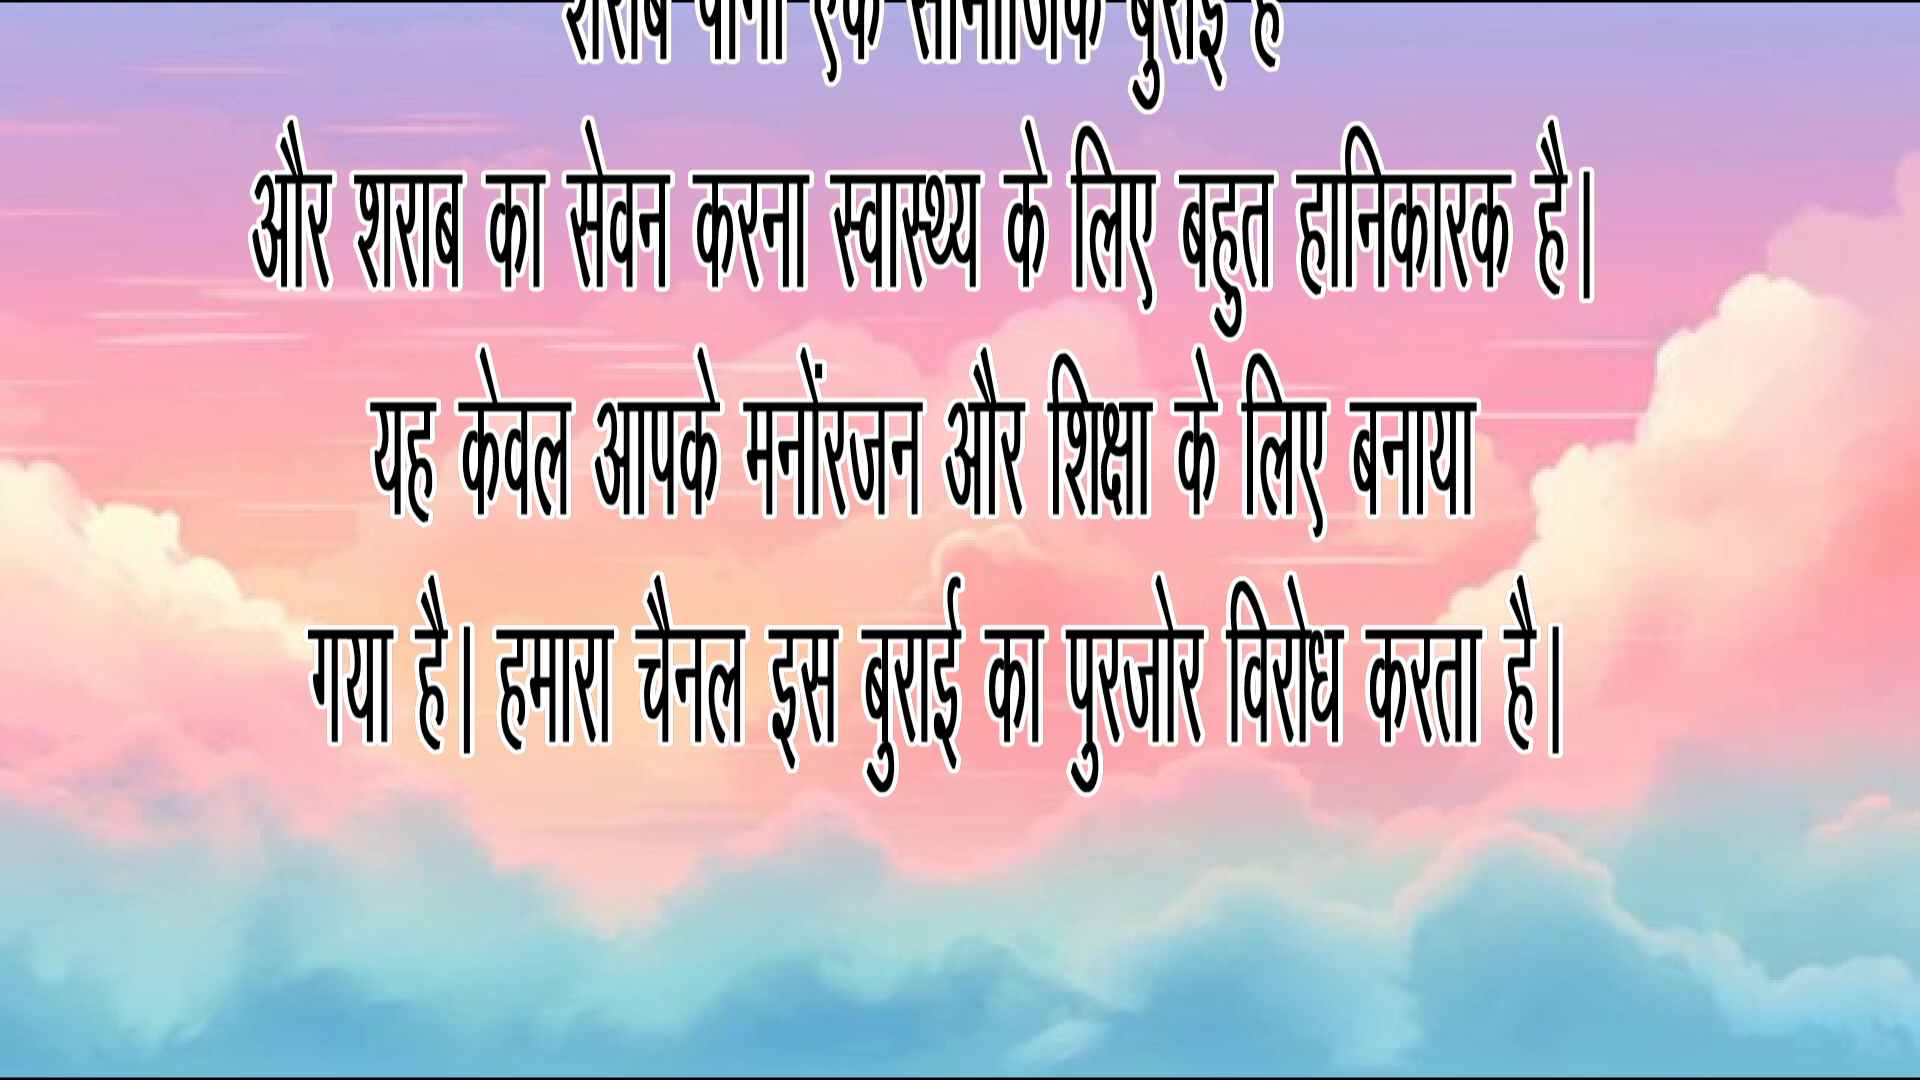 शराब पीना एक सामाजिक बुराई है
और शराब का सेवन करना स्वास्थ्य के लिए बहुत हानिकारक है।
यह केवल आपके मनोंरजन और शिक्षा के लिए बनाया
गया है। हमारा चैनल इस बुराई का पुरजोर विरोध करता है।